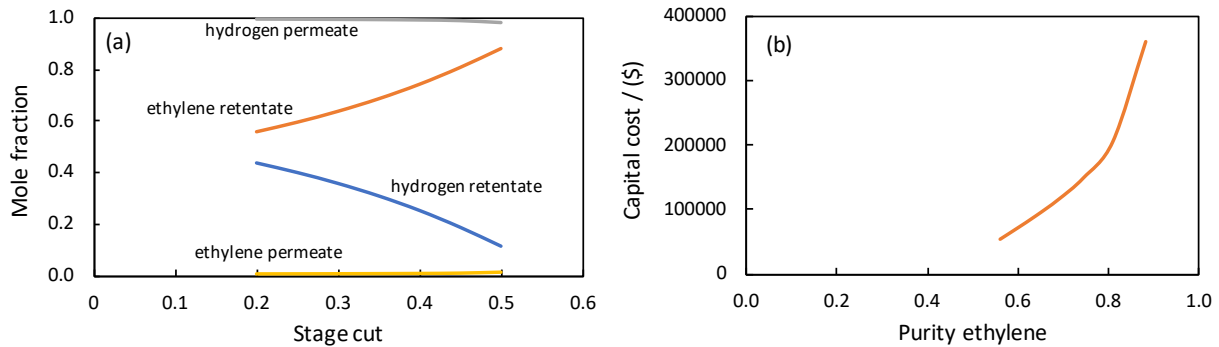 (a)
Mole fraction
1.0
0.8
0.6
0.4
0.2
0.0
hydrogen permeate
ethylene retentate
hydrogen retentate
ethylene permeate
0 0.1 0.2 0.3 0.4 0.5 0.6
Stage cut
(b)
Capital cost / ($)
400000
300000
200000
100000
0
0.0 0.2 0.4 0.6 0.8 1.0
Purity ethylene